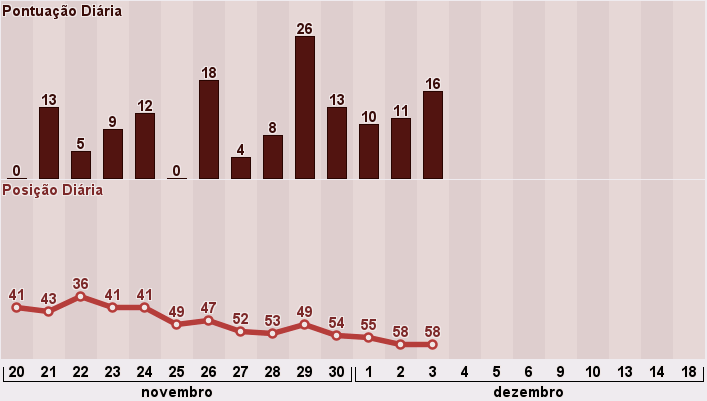 Pontuação Diária
0 13 5 9 12 0 18 4 8 26 13 10 11 16
Posição Diária
41 43 36 41 41 49 47 52 53 49 54 55 58 58
20 21 22 23 24 25 26 27 28 29 30 1 2 3 4 5 6 9 10 13 14 18
novembro dezembro